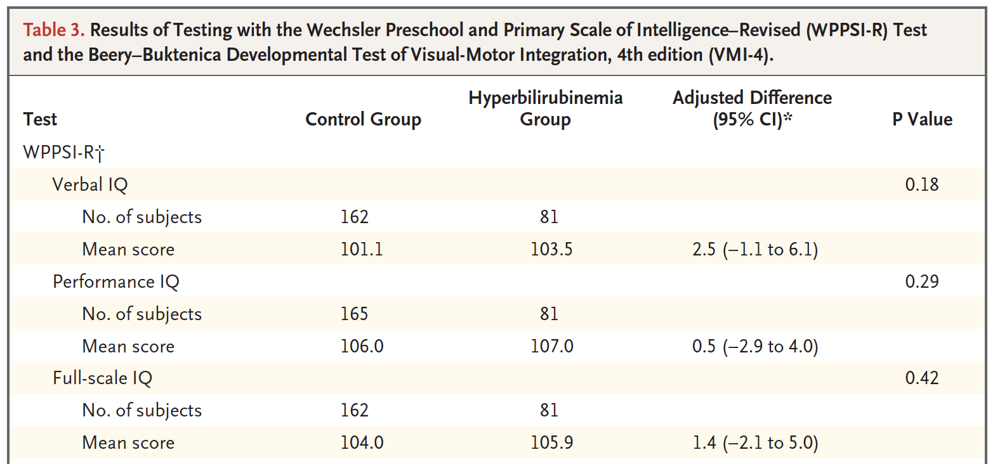 Table 3. Results of Testing with the Wechsler Preschool and Primary Scale of Intelligence–Revised (WPPSI-R) Test
and the Beery–Buktenica Developmental Test of Visual-Motor Integration, 4th edition (VMI-4).
Test Control Group Hyperbilirubinemia Group Adjusted Difference (95% CI)* P Value
WPPSI-R†
Verbal IQ 0.18
No. of subjects 162 81
Mean score 101.1 103.5 2.5 (–1.1 to 6.1)
Performance IQ 0.29
No. of subjects 165 81
Mean score 106.0 107.0 0.5 (–2.9 to 4.0)
Full-scale IQ 0.42
No. of subjects 162 81
Mean score 104.0 105.9 1.4 (–2.1 to 5.0)